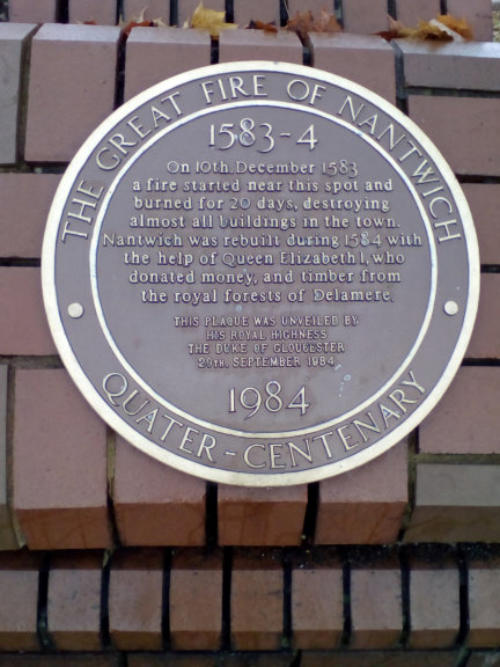 THE GREAT FIRE OF NANTWICH
1583-4
On 10th. December 1583
a fire started near this spot and
burned for 20 days, destroying
almost all buildings in the town.
Nantwich was rebuilt during 1584 with
the help of Queen Elizabeth I, who
donated money, and timber from
the royal forests of Delamere.
THIS PLAQUE WAS UNVEILED BY
HIS ROYAL HIGHNESS
THE DUKE OF GLOUCESTER
20TH. SEPTEMBER 1984
1984
QUATER-CENTENARY